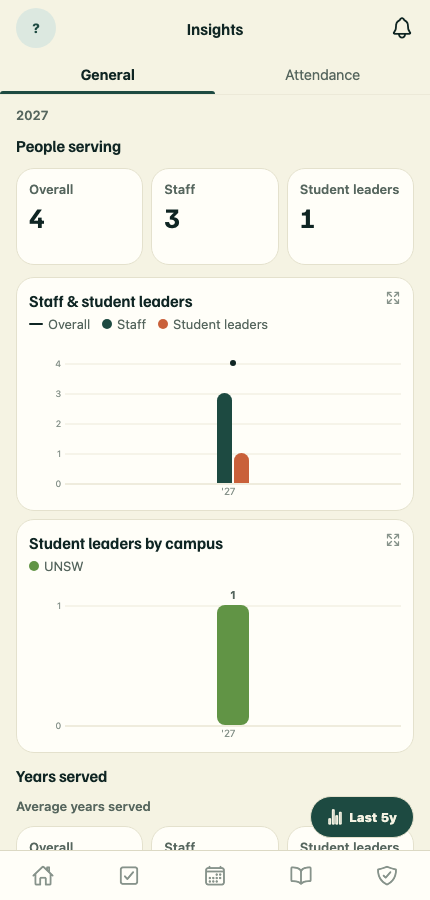 ?
Insights
General Attendance
2027
People serving
Overall Staff Student leaders
4 3 1
Staff & student leaders
Overall Staff Student leaders
4
3
2
1
0
'27
Student leaders by campus
UNSW
1
1
0
'27
Years served
Average years served
Last 5y
Overall Staff Student leaders